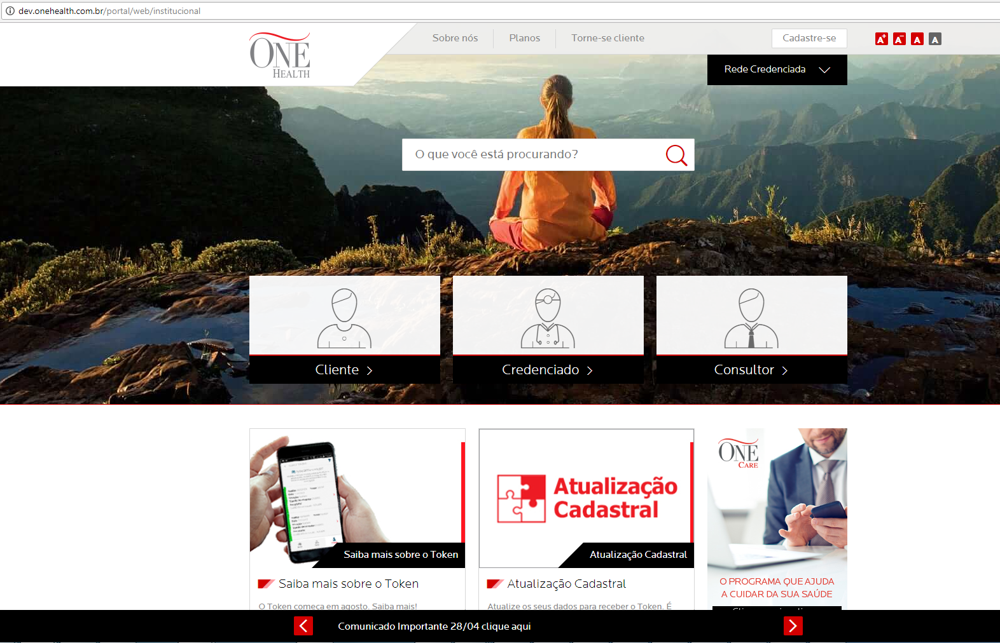 dev.onehealth.com.br/portal/web/institucional
ONE
HEALTH
Sobre nós
Planos
Torne-se cliente
Cadastre-se
A+
A-
A
A
Rede Credenciada
O que você está procurando?
Cliente
Credenciado
Consultor
Saiba mais sobre o Token
Atualização
Cadastral
Atualização Cadastral
ONE
CARE
O PROGRAMA QUE AJUDA
A CUIDAR DA SUA SAÚDE
Saiba mais sobre o Token
O Token começa em agosto. Saiba mais!
Atualização Cadastral
Atualize os seus dados para receber o Token. É
Comunicado Importante 28/04 clique aqui